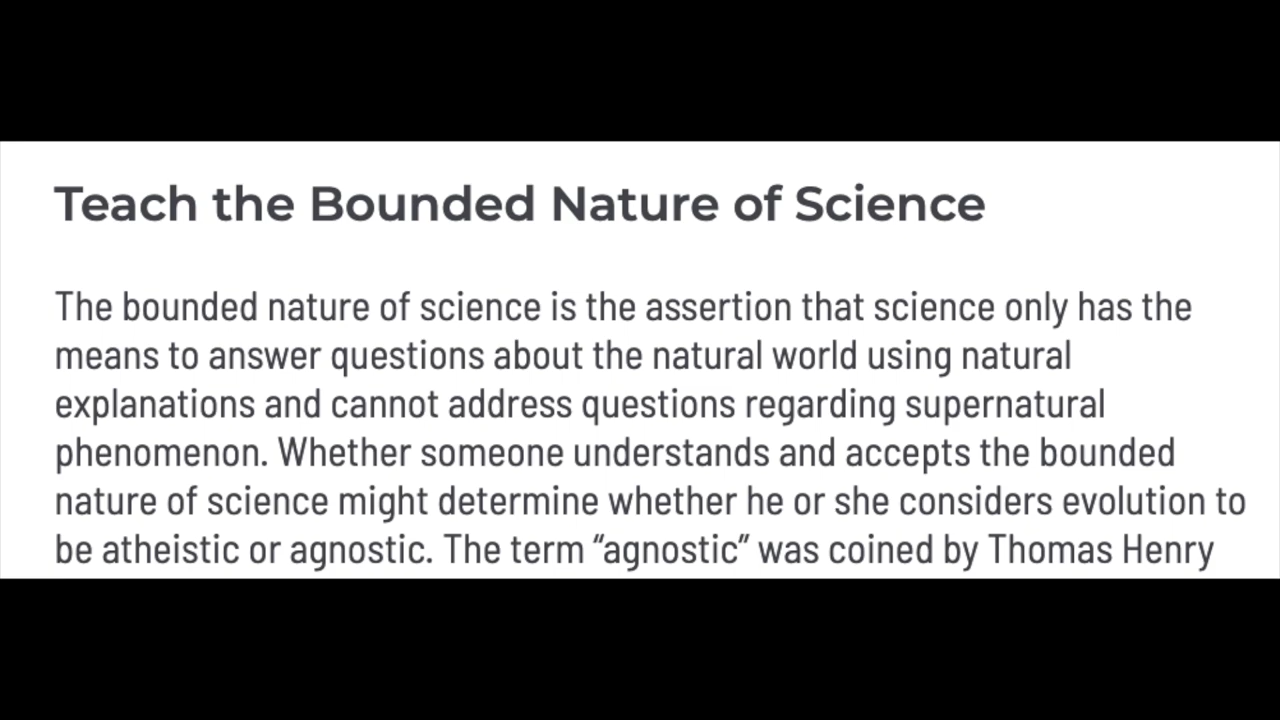 Teach the Bounded Nature of Science
The bounded nature of science is the assertion that science only has the
means to answer questions about the natural world using natural
explanations and cannot address questions regarding supernatural
phenomenon. Whether someone understands and accepts the bounded
nature of science might determine whether he or she considers evolution to
be atheistic or agnostic. The term “agnostic” was coined by Thomas Henry